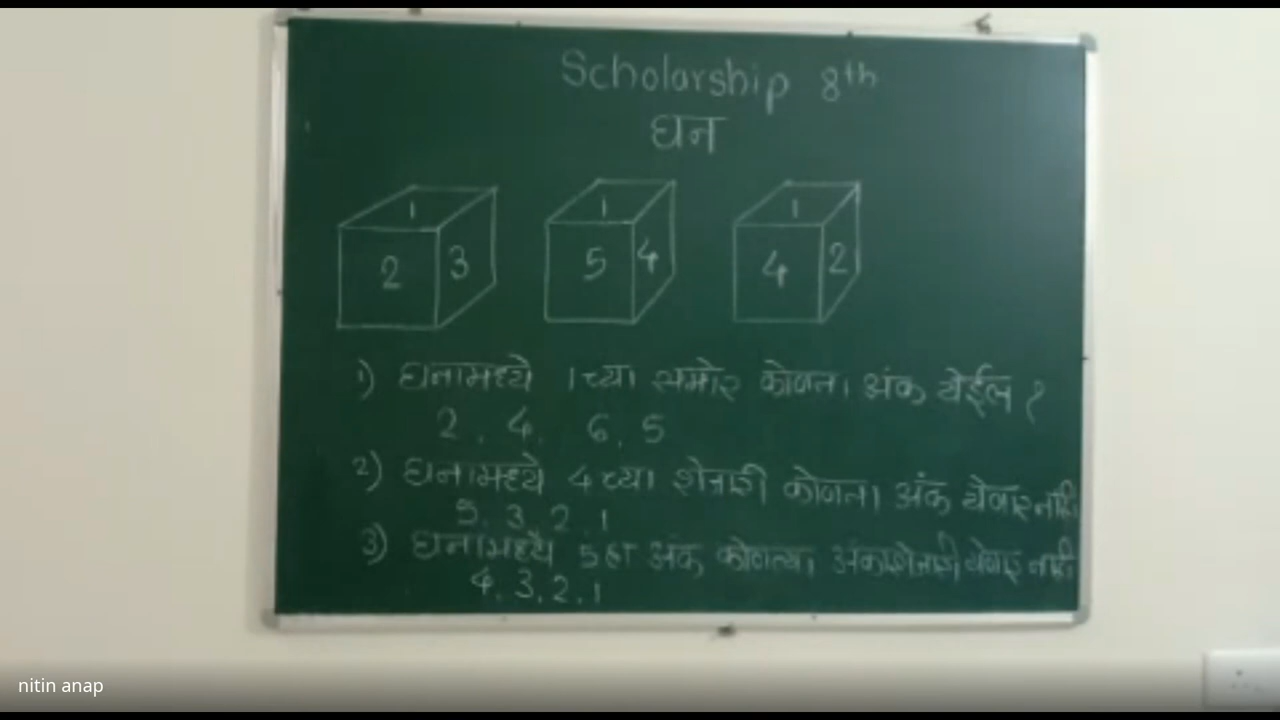 Scholarship 8th
घन
1 2 3
1 5 4
1 4 2
1) घनामध्ये 1च्या समोर कोणता अंक येईल ?
2, 4, 6, 5
2) घनामध्ये 4च्या शेजारी कोणता अंक येणार नाही
5, 3, 2, 1
3) घनामध्ये 5 हा अंक कोणत्या अंकाशेजारी येणार नाही
4, 3, 2, 1
nitin anap